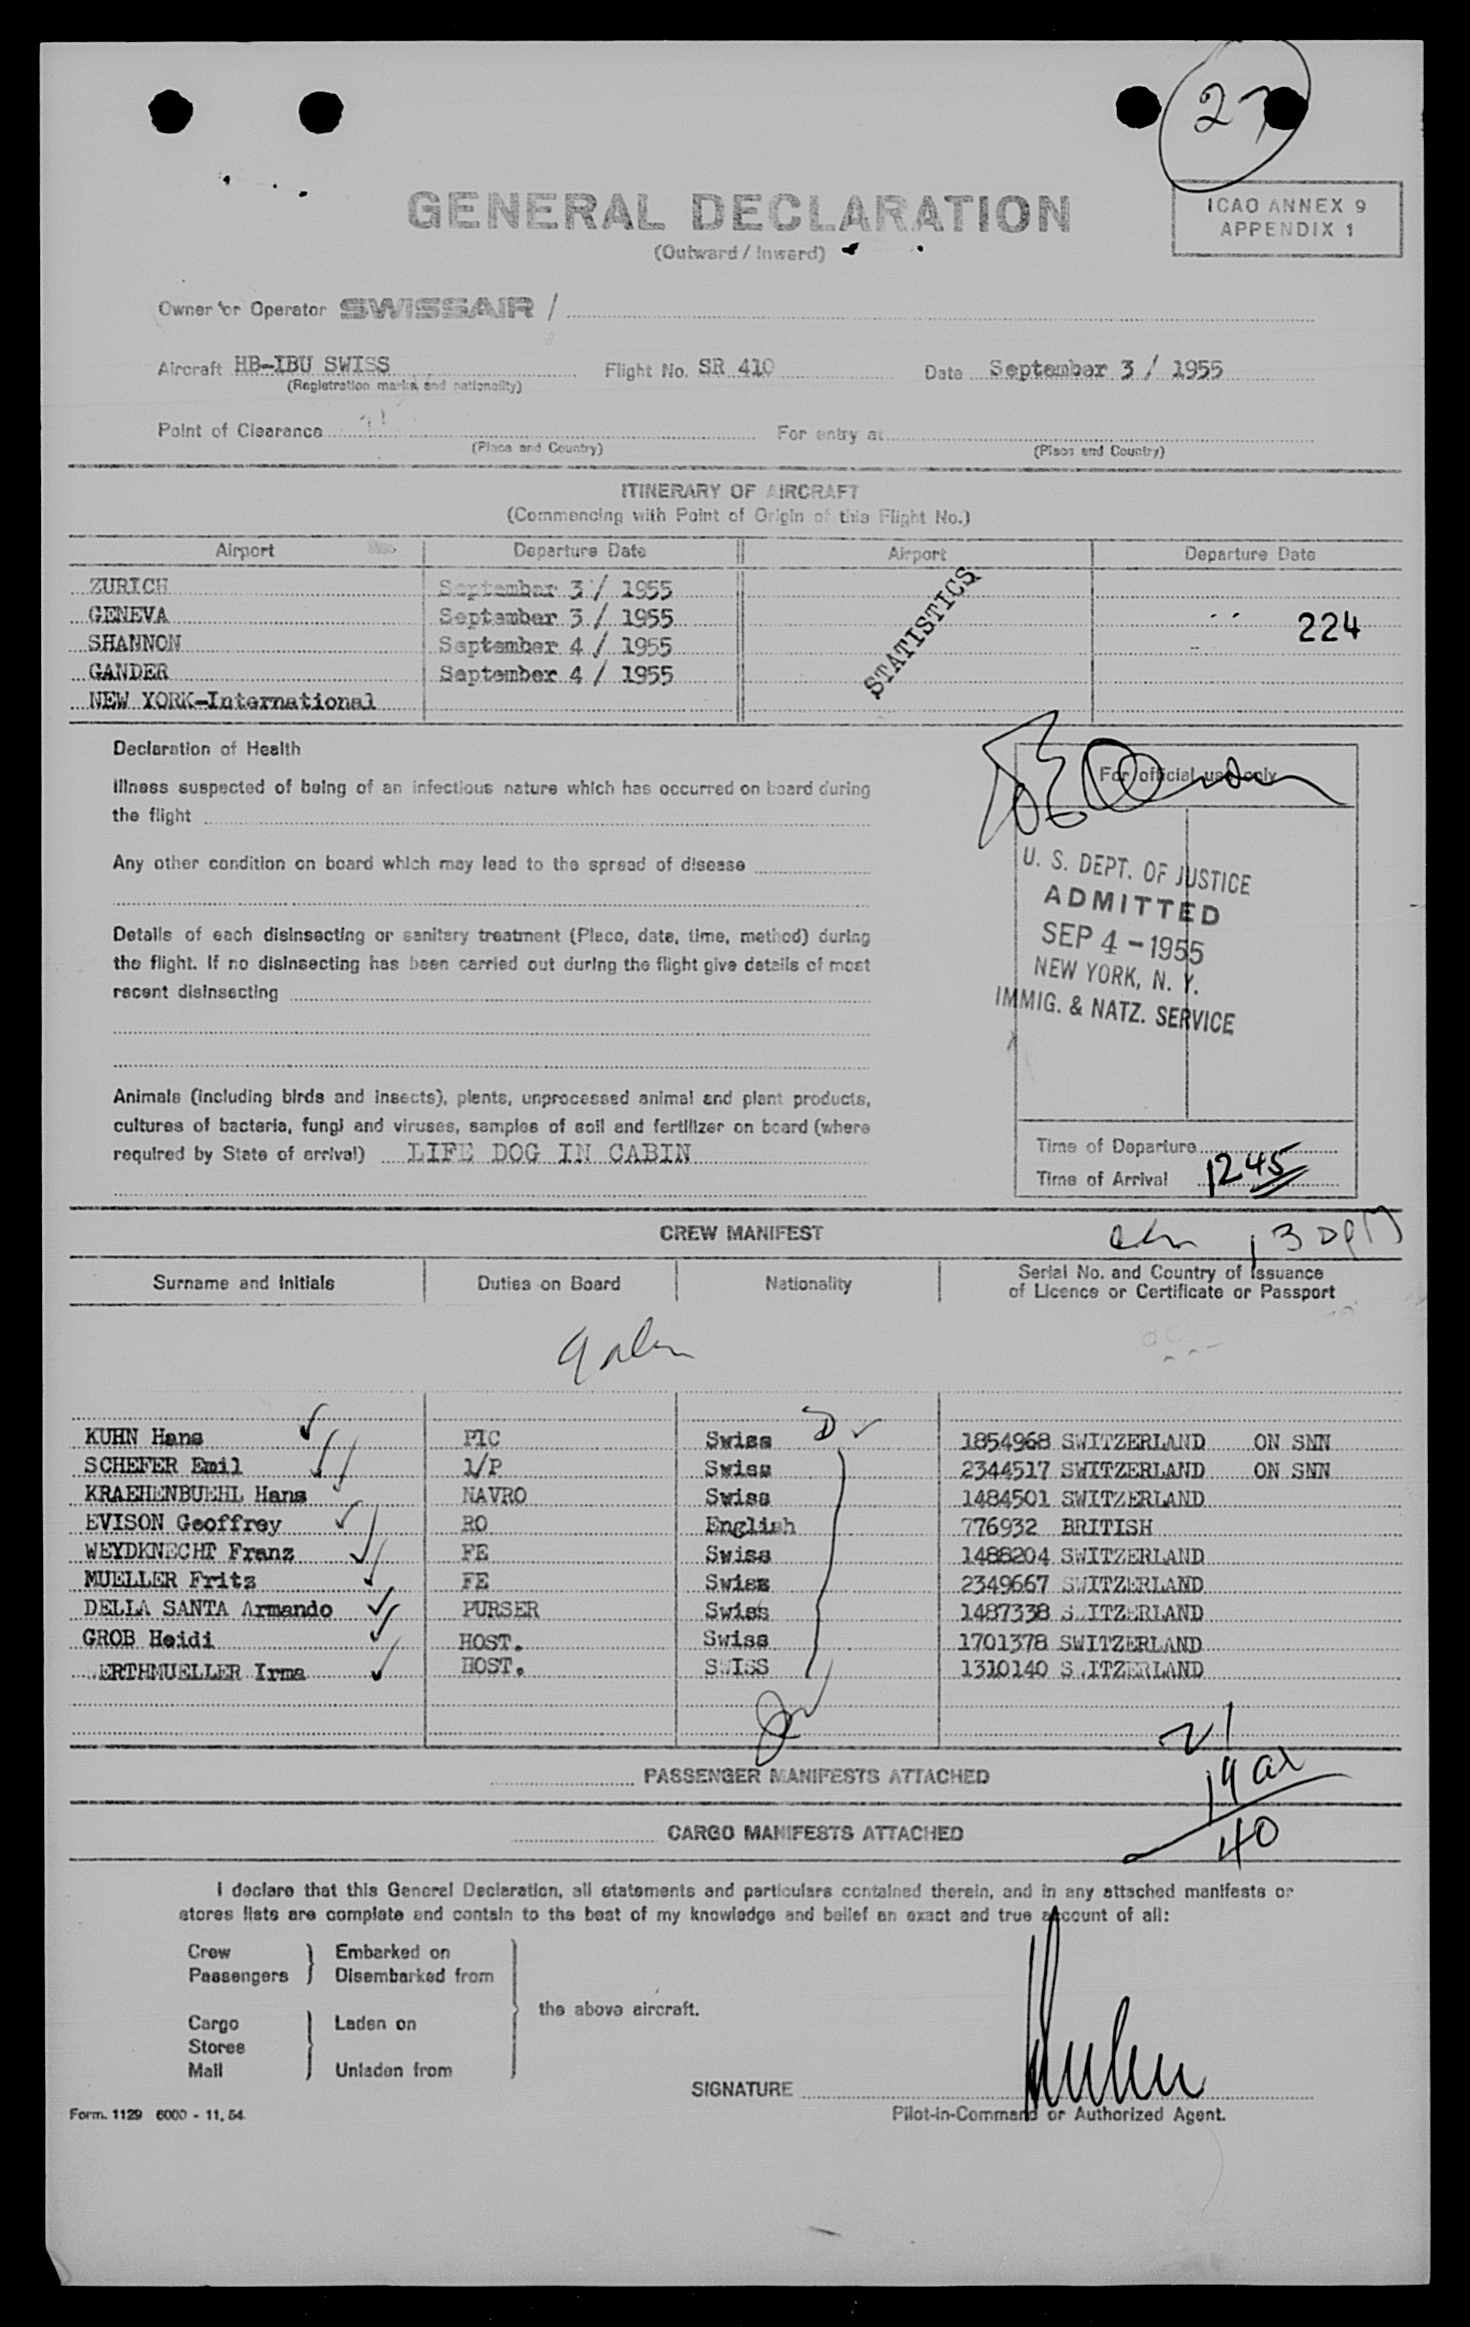 27
GENERAL DECLARATION
(Outward / Inward)
ICAO ANNEX 9
APPENDIX 1
Owner or Operator SWISSAIR /
Aircraft HB-IBU SWISS Flight No. SR 410 Date September 3 / 1955
(Registration marks and nationality)
Point of Clearance For entry at
(Place and Country) (Place and Country)
ITINERARY OF AIRCRAFT
(Commencing with Point of Origin of this Flight No.)
Airport Departure Date Airport Departure Date
ZURICH September 3 / 1955
GENEVA September 3 / 1955 224
SHANNON September 4 / 1955
GANDER September 4 / 1955
NEW YORK-International
STATISTICS
Declaration of Health
Illness suspected of being of an infectious nature which has occurred on board during
the flight
Any other condition on board which may lead to the spread of disease
Details of each disinsecting or sanitary treatment (Place, date, time, method) during
the flight. If no disinsecting has been carried out during the flight give details of most
recent disinsecting
Animals (including birds and insects), plants, unprocessed animal and plant products,
cultures of bacteria, fungi and viruses, samples of soil and fertilizer on board (where
required by State of arrival) LIFE DOG IN CABIN
For official use only
U. S. DEPT. OF JUSTICE
ADMITTED
SEP 4 - 1955
NEW YORK, N. Y.
IMMIG. & NATZ. SERVICE
Time of Departure
Time of Arrival 1245
CREW MANIFEST
Surname and Initials Duties on Board Nationality Serial No. and Country of Issuance
of Licence or Certificate or Passport
KUHN Hans PIC Swiss 1854968 SWITZERLAND ON SNN
SCHEFER Emil 1/P Swiss 2344517 SWITZERLAND ON SNN
KRAEHENBUEHL Hans NAVRO Swiss 1484501 SWITZERLAND
EVISON Geoffrey RO English 776932 BRITISH
WEYDKNECHT Franz FE Swiss 1488204 SWITZERLAND
MUELLER Fritz FE Swiss 2349667 SWITZERLAND
DELLA SANTA Armando PURSER Swiss 1487338 S ITZERLAND
GROB Heidi HOST. Swiss 1701378 SWITZERLAND
ERTHMUELLER Irma HOST. S ISS 1310140 S ITZERLAND
21
PASSENGER MANIFESTS ATTACHED 19 al
CARGO MANIFESTS ATTACHED 40
I declare that this General Declaration, all statements and particulars contained therein, and in any attached manifests or
stores lists are complete and contain to the best of my knowledge and belief an exact and true account of all:
Crew Embarked on
Passengers Disembarked from
the above aircraft.
Cargo Laden on
Stores
Mail Unladen from
SIGNATURE
Pilot-in-Command or Authorized Agent.
Form. 1129 6000 - 11. 54